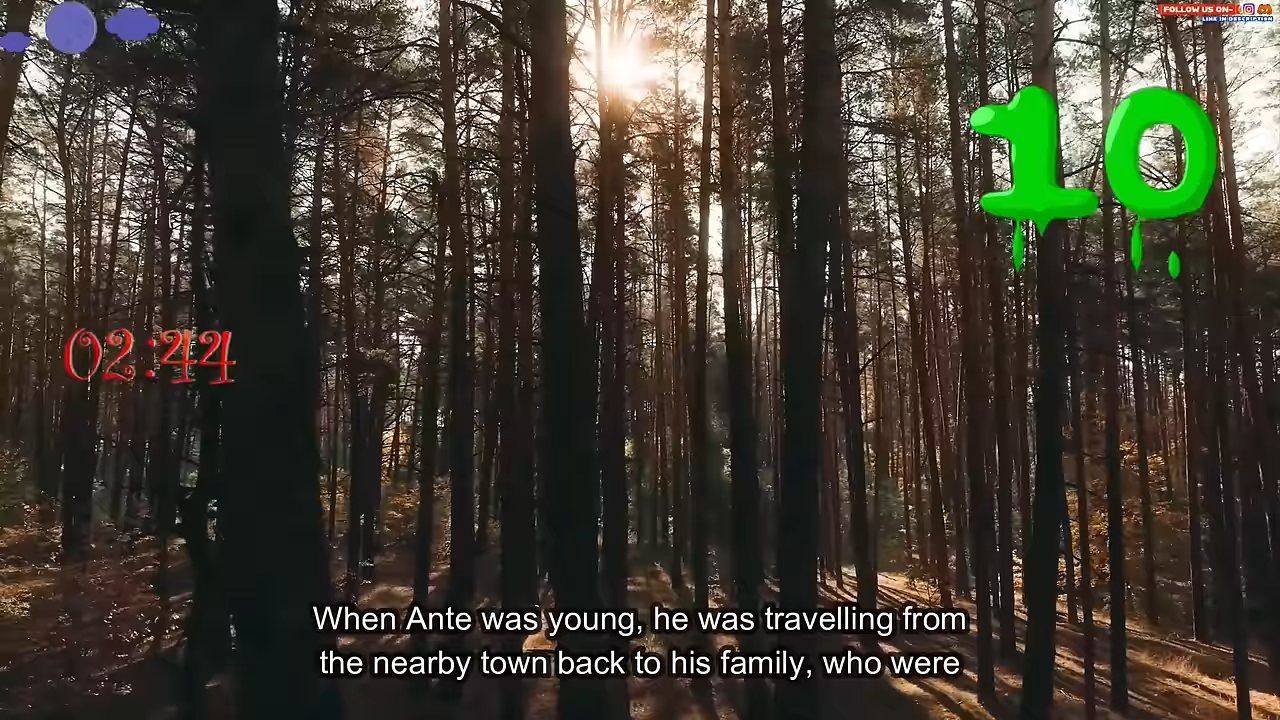 FOLLOW US ON-
LINK IN DESCRIPTION
10
02:44
When Ante was young, he was travelling from
the nearby town back to his family, who were